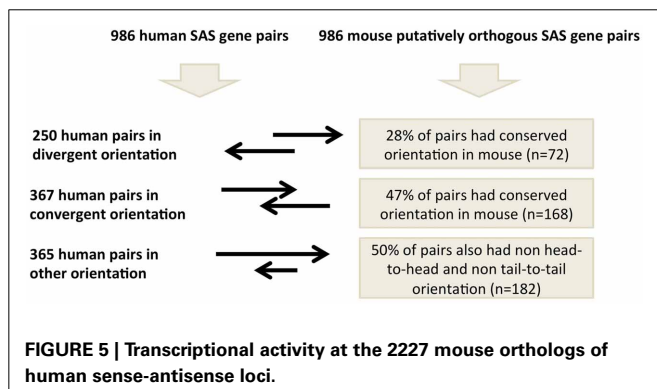 986 human SAS gene pairs
986 mouse putatively orthogous SAS gene pairs
250 human pairs in
divergent orientation
28% of pairs had conserved
orientation in mouse (n=72)
367 human pairs in
convergent orientation
47% of pairs had conserved
orientation in mouse (n=168)
365 human pairs in
other orientation
50% of pairs also had non head-
to-head and non tail-to-tail
orientation (n=182)
FIGURE 5 | Transcriptional activity at the 2227 mouse orthologs of
human sense-antisense loci.